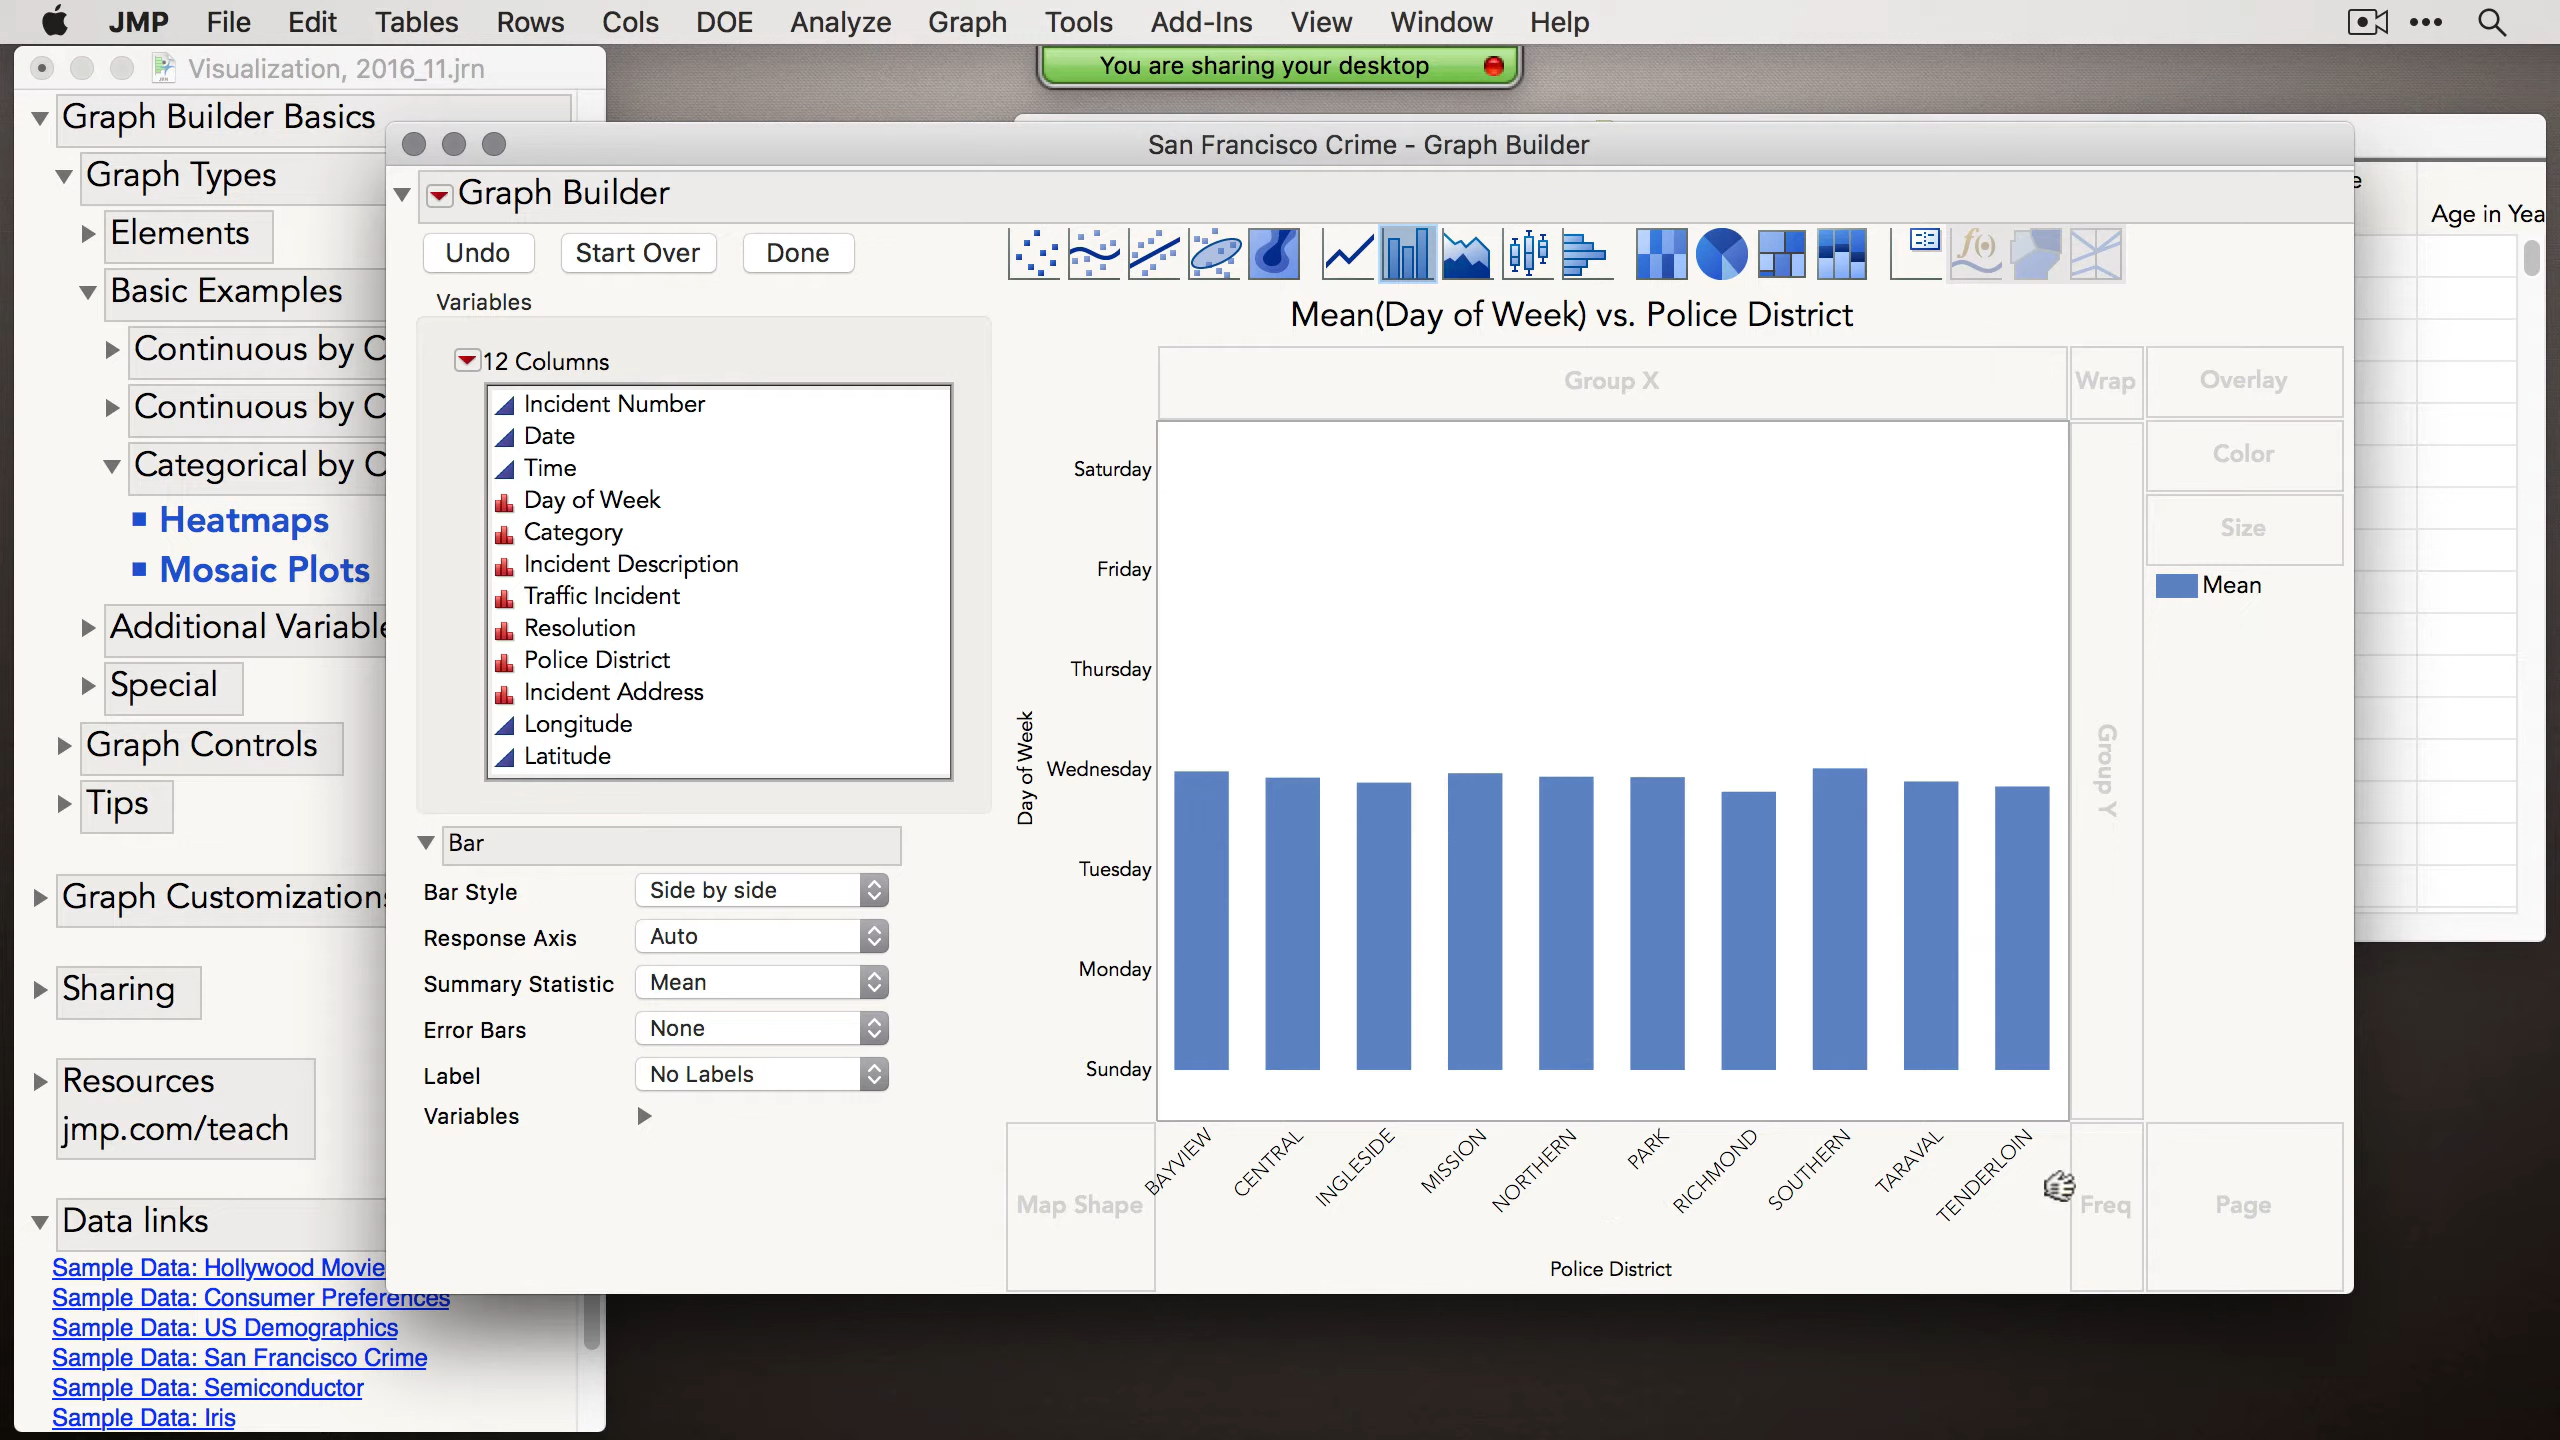 JMP File Edit Tables Rows Cols DOE Analyze Graph Tools Add-Ins View Window Help
You are sharing your desktop
Visualization, 2016_11.jrn
Graph Builder Basics
Graph Types
Elements
Basic Examples
Continuous by C
Continuous by C
Categorical by C
Heatmaps
Mosaic Plots
Additional Variable
Special
Graph Controls
Tips
Graph Customizations
Sharing
Resources
jmp.com/teach
Data links
Sample Data: Hollywood Movie
Sample Data: Consumer Preferences
Sample Data: US Demographics
Sample Data: San Francisco Crime
Sample Data: Semiconductor
Sample Data: Iris
San Francisco Crime - Graph Builder
Graph Builder
Undo Start Over Done
Variables
12 Columns
Incident Number
Date
Time
Day of Week
Category
Incident Description
Traffic Incident
Resolution
Police District
Incident Address
Longitude
Latitude
Bar
Bar Style Side by side
Response Axis Auto
Summary Statistic Mean
Error Bars None
Label No Labels
Variables
Mean(Day of Week) vs. Police District
Group X
Wrap
Overlay
Color
Size
Mean
Group Y
Day of Week
Saturday
Friday
Thursday
Wednesday
Tuesday
Monday
Sunday
BAYVIEW CENTRAL INGLESIDE MISSION NORTHERN PARK RICHMOND SOUTHERN TARAVAL TENDERLOIN
Map Shape
Freq
Page
Police District
e
Age in Yea